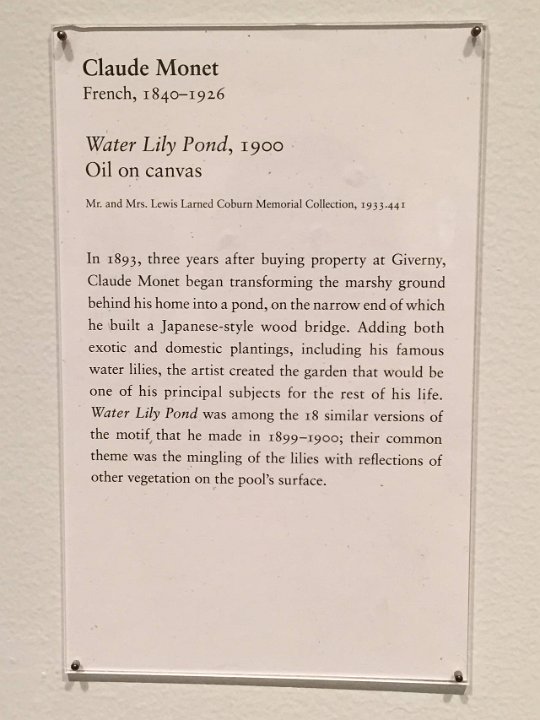 Claude Monet
French, 1840–1926
Water Lily Pond, 1900
Oil on canvas
Mr. and Mrs. Lewis Larned Coburn Memorial Collection, 1933.441
In 1893, three years after buying property at Giverny,
Claude Monet began transforming the marshy ground
behind his home into a pond, on the narrow end of which
he built a Japanese-style wood bridge. Adding both
exotic and domestic plantings, including his famous
water lilies, the artist created the garden that would be
one of his principal subjects for the rest of his life.
Water Lily Pond was among the 18 similar versions of
the motif that he made in 1899–1900; their common
theme was the mingling of the lilies with reflections of
other vegetation on the pool's surface.